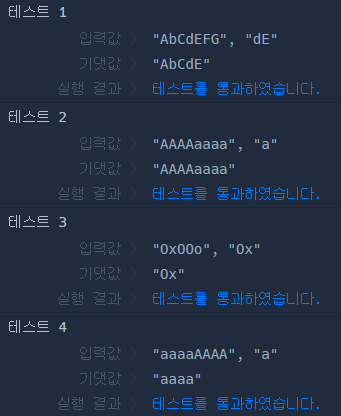 테스트 1
입력값 〉 "AbCdEFG", "dE"
기댓값 〉 "AbCdE"
실행 결과 〉 테스트를 통과하였습니다.
테스트 2
입력값 〉 "AAAAaaaa", "a"
기댓값 〉 "AAAAaaaa"
실행 결과 〉 테스트를 통과하였습니다.
테스트 3
입력값 〉 "OxOOo", "Ox"
기댓값 〉 "Ox"
실행 결과 〉 테스트를 통과하였습니다.
테스트 4
입력값 〉 "aaaaAAAA", "a"
기댓값 〉 "aaaa"
실행 결과 〉 테스트를 통과하였습니다.